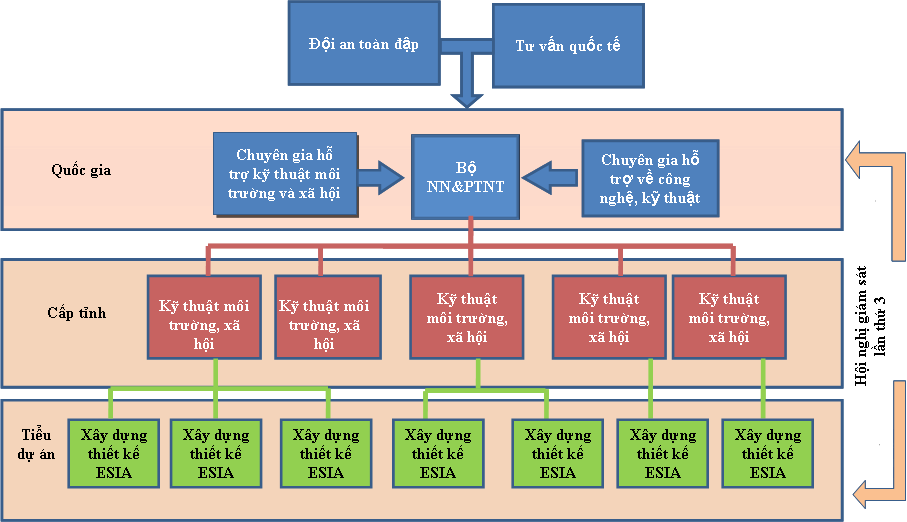 Đội an toàn đập
Tư vấn quốc tế
Quốc gia
Chuyên gia hỗ
trợ kỹ thuật môi
trường và xã hội
Bộ
NN&PTNT
Chuyên gia hỗ
trợ về công
nghệ, kỹ thuật
Cấp tỉnh
Kỹ thuật môi
trường, xã
hội
Kỹ thuật môi
trường, xã
hội
Kỹ thuật
môi trường,
xã hội
Kỹ thuật
môi trường,
xã hội
Kỹ thuật
môi trường,
xã hội
Hội nghị giám sát
lần thứ 3
Tiểu
dự án
Xây dựng
thiết kế
ESIA
Xây dựng
thiết kế
ESIA
Xây dựng
thiết kế
ESIA
Xây dựng
thiết kế
ESIA
Xây dựng
thiết kế
ESIA
Xây dựng
thiết kế
ESIA
Xây dựng
thiết kế
ESIA